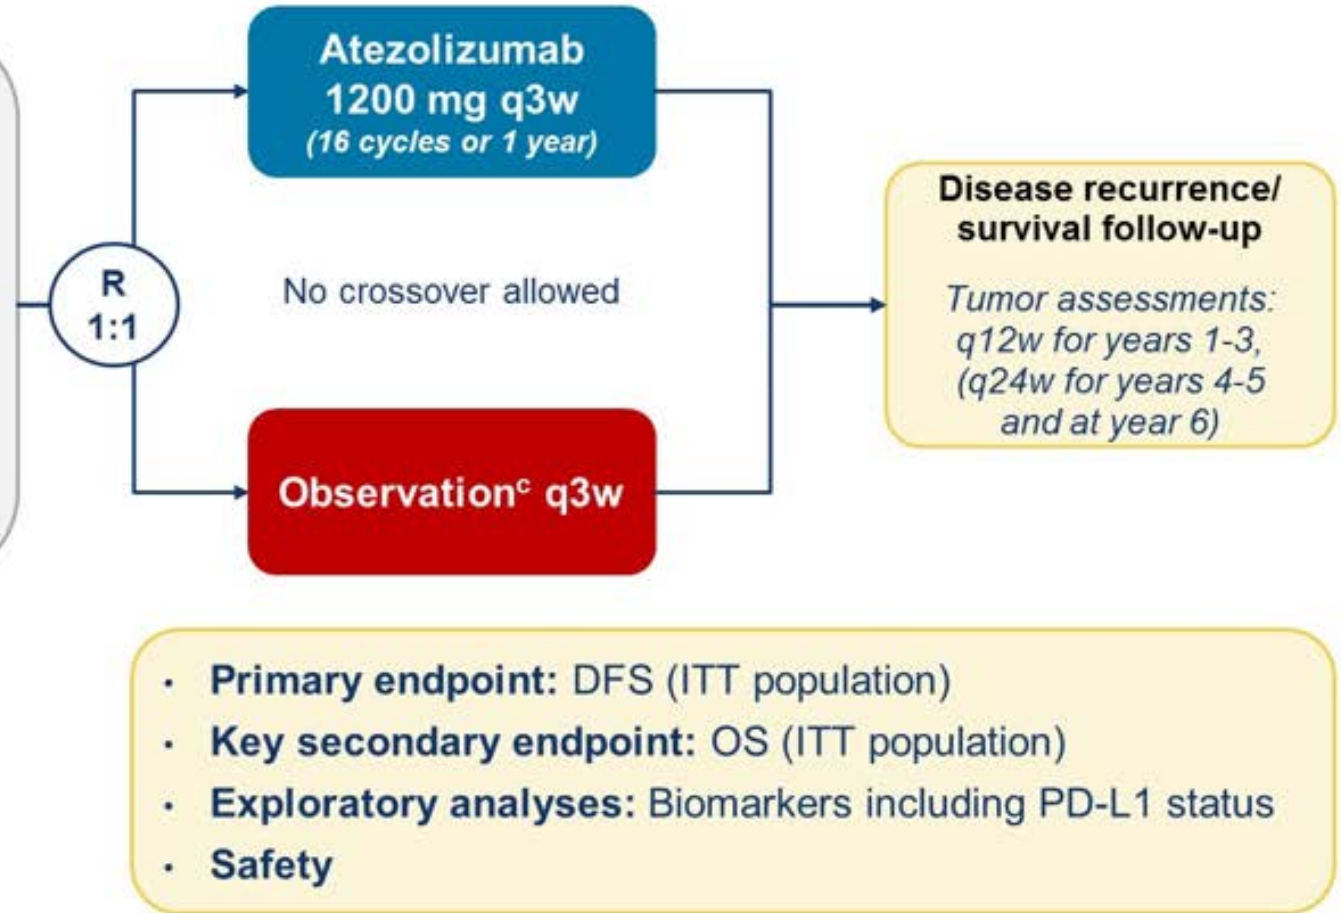 Atezolizumab
1200 mg q3w
(16 cycles or 1 year)
R
1:1
No crossover allowed
Observationᶜ q3w
Disease recurrence/
survival follow-up
Tumor assessments:
q12w for years 1-3,
(q24w for years 4-5
and at year 6)
· Primary endpoint: DFS (ITT population)
· Key secondary endpoint: OS (ITT population)
· Exploratory analyses: Biomarkers including PD-L1 status
· Safety